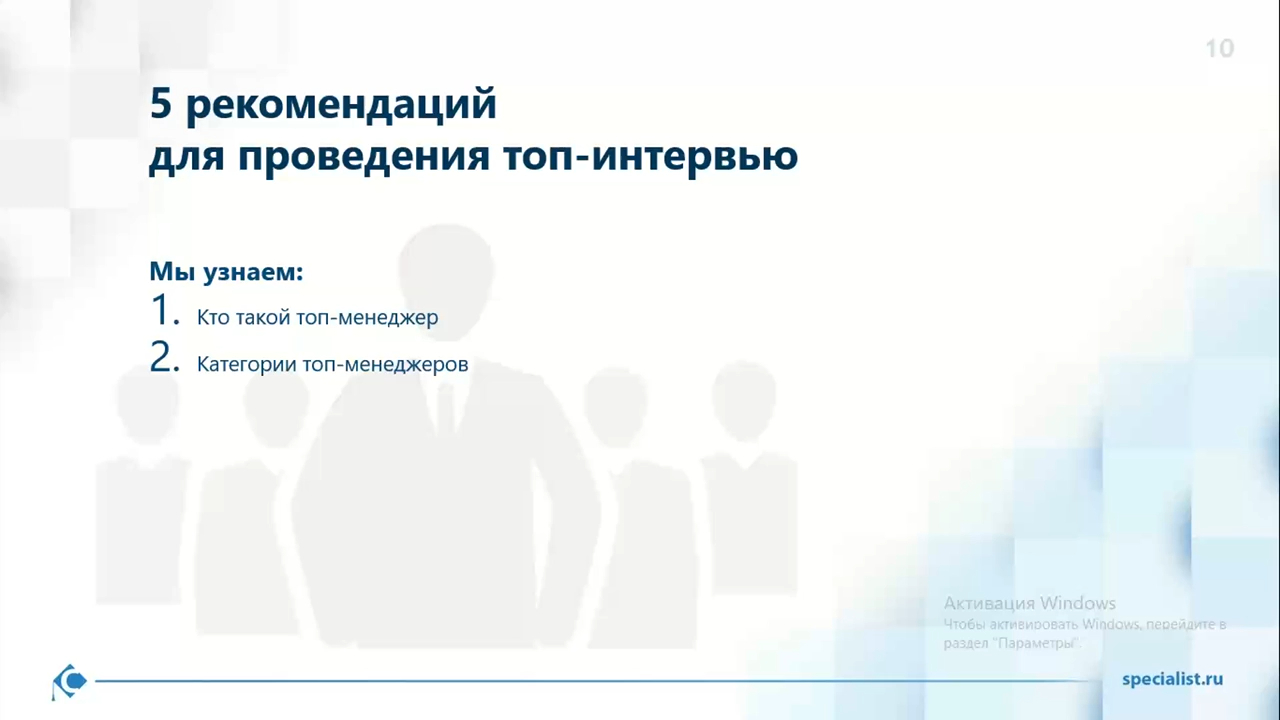 10
5 рекомендаций
для проведения топ-интервью
Мы узнаем:
1. Кто такой топ-менеджер
2. Категории топ-менеджеров
Активация Windows
Чтобы активировать Windows, перейдите в
раздел "Параметры".
specialist.ru